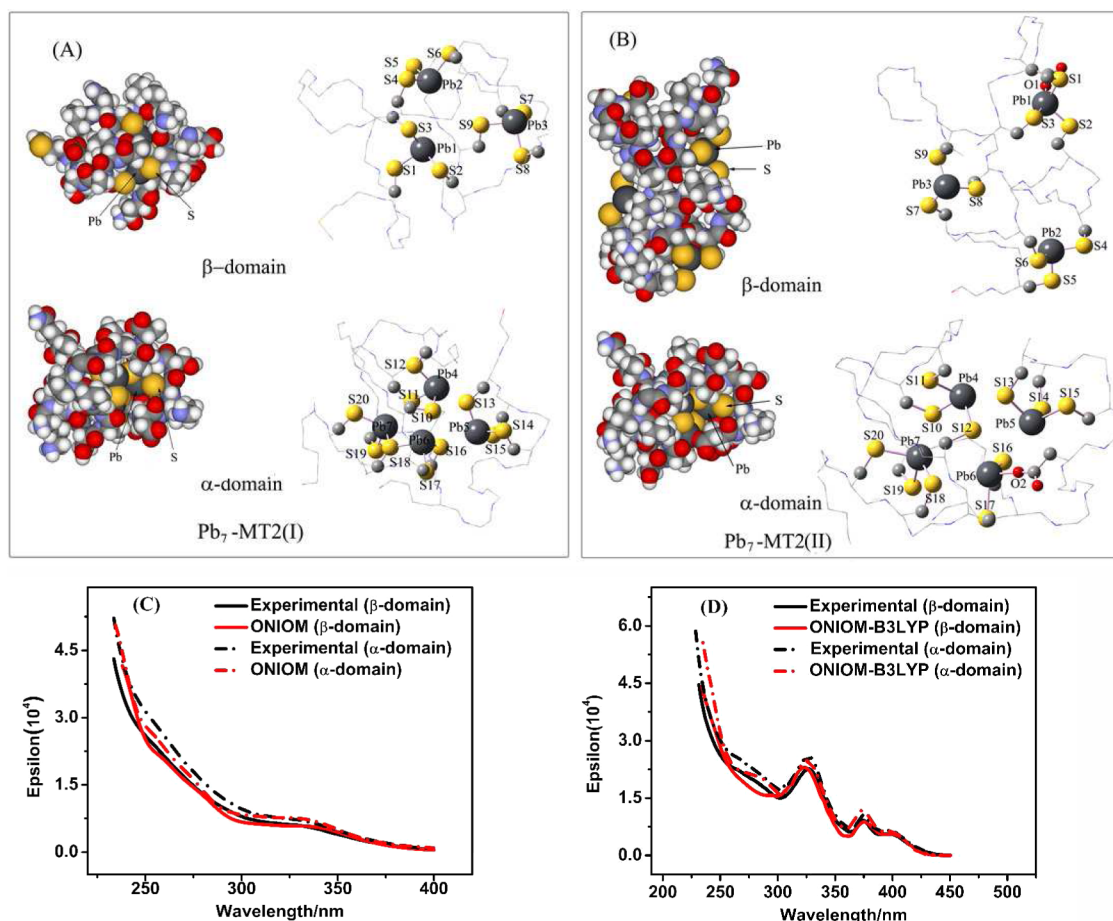 (A)
S6
S5
S4
Pb2
S7
S9
Pb3
S3
Pb1
S8
S1
S2
Pb
S
β-domain
S12
Pb4
S20
S11
S13
S10
Pb7
Pb5
S14
Pb6
S16
S15
S19
S18
S17
Pb
S
α-domain
Pb7-MT2(I)
(B)
O1
S1
Pb1
S3
S2
Pb
S
S9
Pb3
S8
S7
Pb2
S4
S6
S5
β-domain
S11
Pb4
S13
S15
S14
S10
S12
Pb5
S20
Pb7
S16
Pb6
O2
S19
S18
S17
S
Pb
α-domain
Pb7-MT2(II)
(C)
Experimental (β-domain)
ONIOM (β-domain)
Experimental (α-domain)
ONIOM (α-domain)
4.5
3.0
1.5
0.0
Epsilon(10⁴)
250
300
350
400
Wavelength/nm
(D)
Experimental (β-domain)
ONIOM-B3LYP (β-domain)
Experimental (α-domain)
ONIOM-B3LYP (α-domain)
6.0
4.5
3.0
1.5
0.0
Epsilon(10⁴)
200
250
300
350
400
450
500
Wavelength/nm